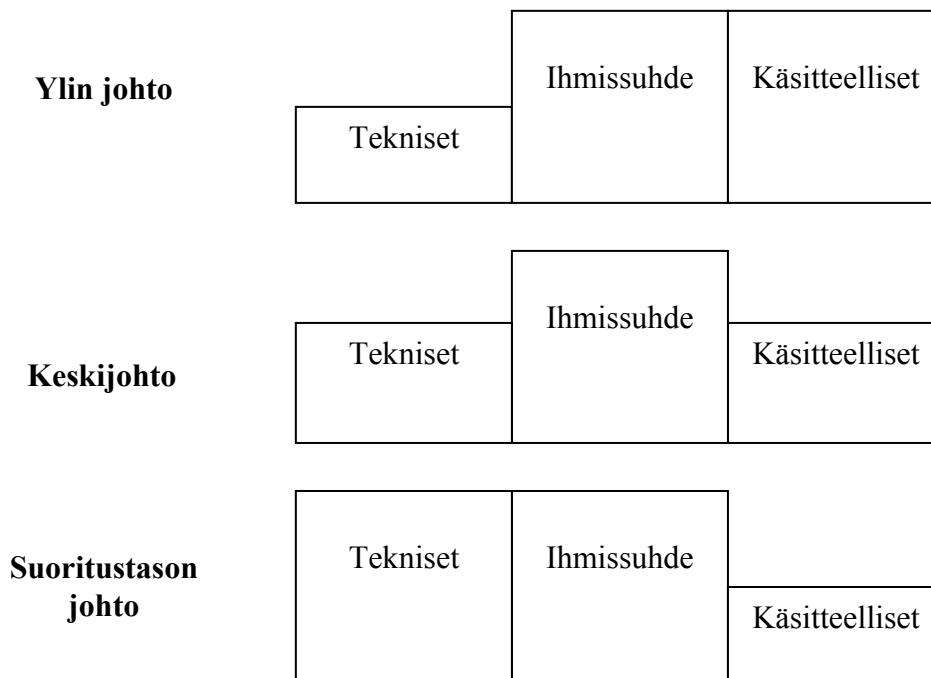 Ylin johto
Tekniset
Ihmissuhde
Käsitteelliset
Keskijohto
Tekniset
Ihmissuhde
Käsitteelliset
Suoritustason
johto
Tekniset
Ihmissuhde
Käsitteelliset